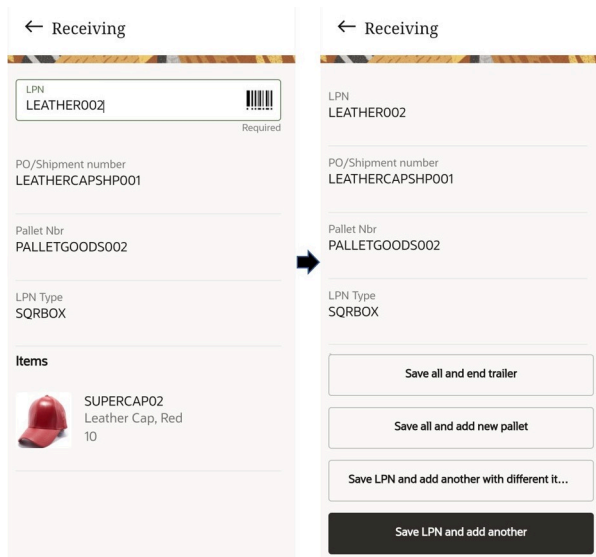 Receiving
LPN
LEATHER002
Required
PO/Shipment number
LEATHERCAPSHP001
Pallet Nbr
PALLETGOODS002
LPN Type
SQRBOX
Items
SUPERCAP02
Leather Cap, Red
10
Receiving
LPN
LEATHER002
PO/Shipment number
LEATHERCAPSHP001
Pallet Nbr
PALLETGOODS002
LPN Type
SQRBOX
Save all and end trailer
Save all and add new pallet
Save LPN and add another with different it...
Save LPN and add another